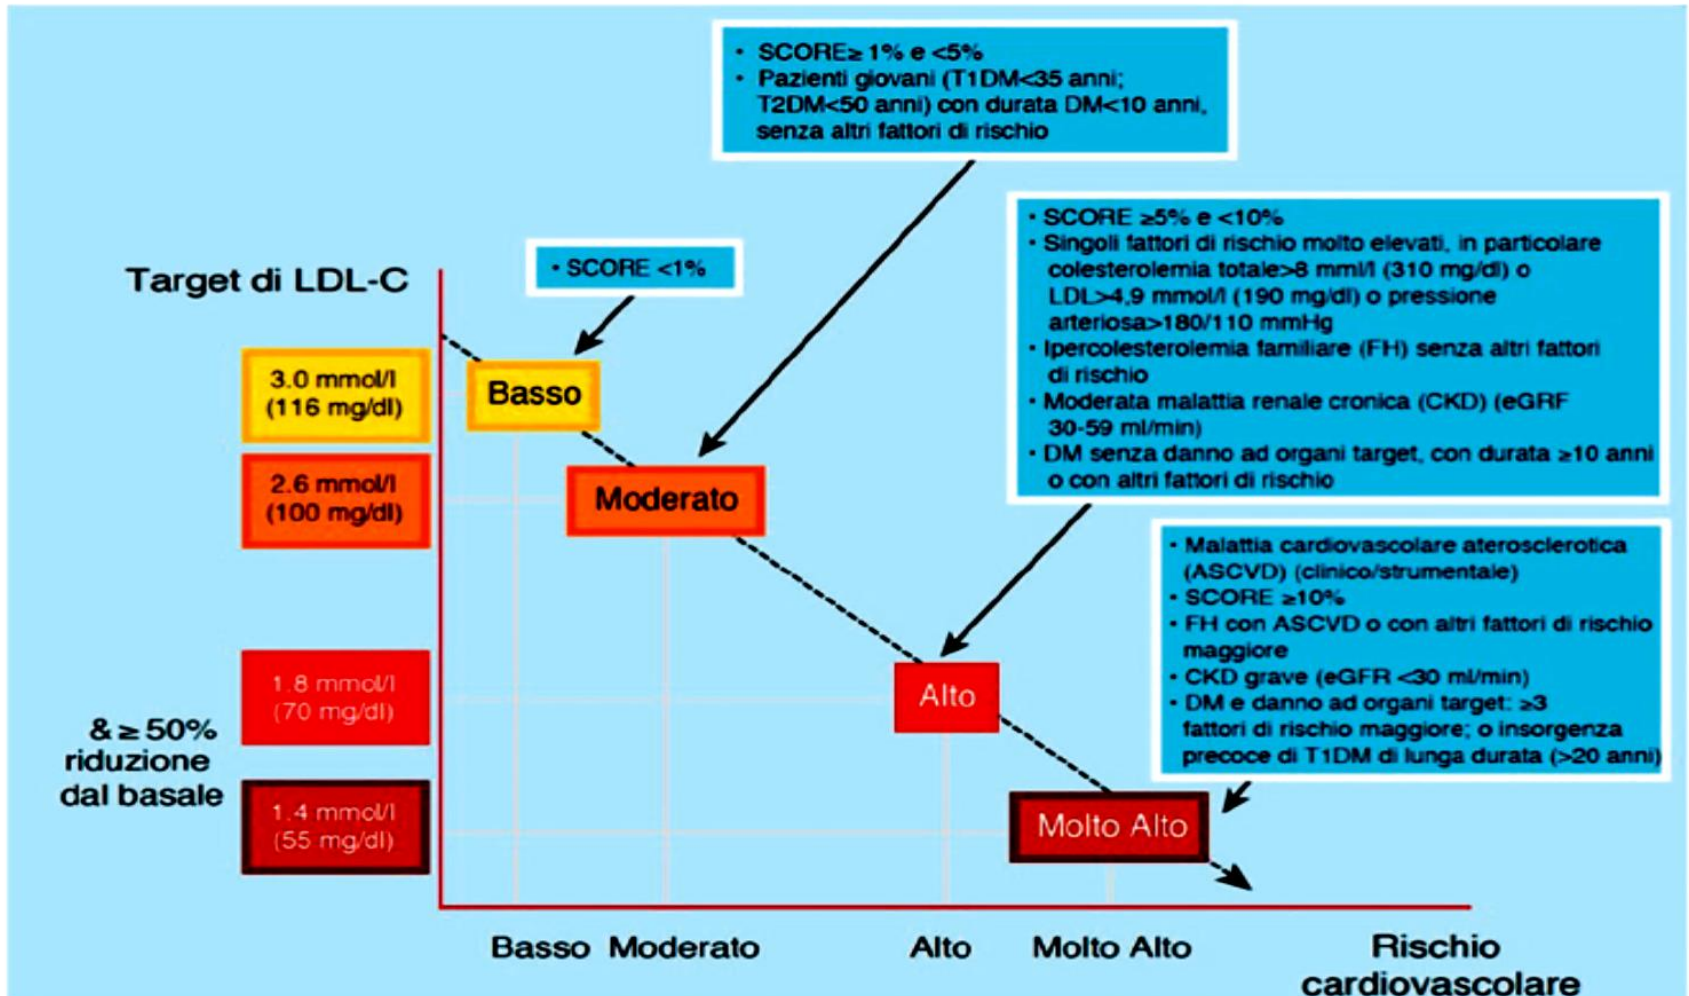 • SCORE≥ 1% e <5%
• Pazienti giovani (T1DM<35 anni;
T2DM<50 anni) con durata DM<10 anni,
senza altri fattori di rischio
• SCORE ≥5% e <10%
• Singoli fattori di rischio molto elevati, in particolare
colesterolemia totale>8 mml/l (310 mg/dl) o
LDL>4,9 mmol/l (190 mg/dl) o pressione
arteriosa>180/110 mmHg
• Ipercolesterolemia familiare (FH) senza altri fattori
di rischio
• Moderata malattia renale cronica (CKD) (eGRF
30-59 ml/min)
• DM senza danno ad organi target, con durata ≥10 anni
o con altri fattori di rischio
• SCORE <1%
Target di LDL-C
3.0 mmol/l
(116 mg/dl)
Basso
2.6 mmol/l
(100 mg/dl)
Moderato
• Malattia cardiovascolare aterosclerotica
(ASCVD) (clinico/strumentale)
• SCORE ≥10%
• FH con ASCVD o con altri fattori di rischio
maggiore
• CKD grave (eGFR <30 ml/min)
• DM e danno ad organi target: ≥3
fattori di rischio maggiore; o insorgenza
precoce di T1DM di lunga durata (>20 anni)
1.8 mmol/l
(70 mg/dl)
Alto
& ≥ 50%
riduzione
dal basale
1.4 mmol/l
(55 mg/dl)
Molto Alto
Basso Moderato Alto Molto Alto Rischio
cardiovascolare